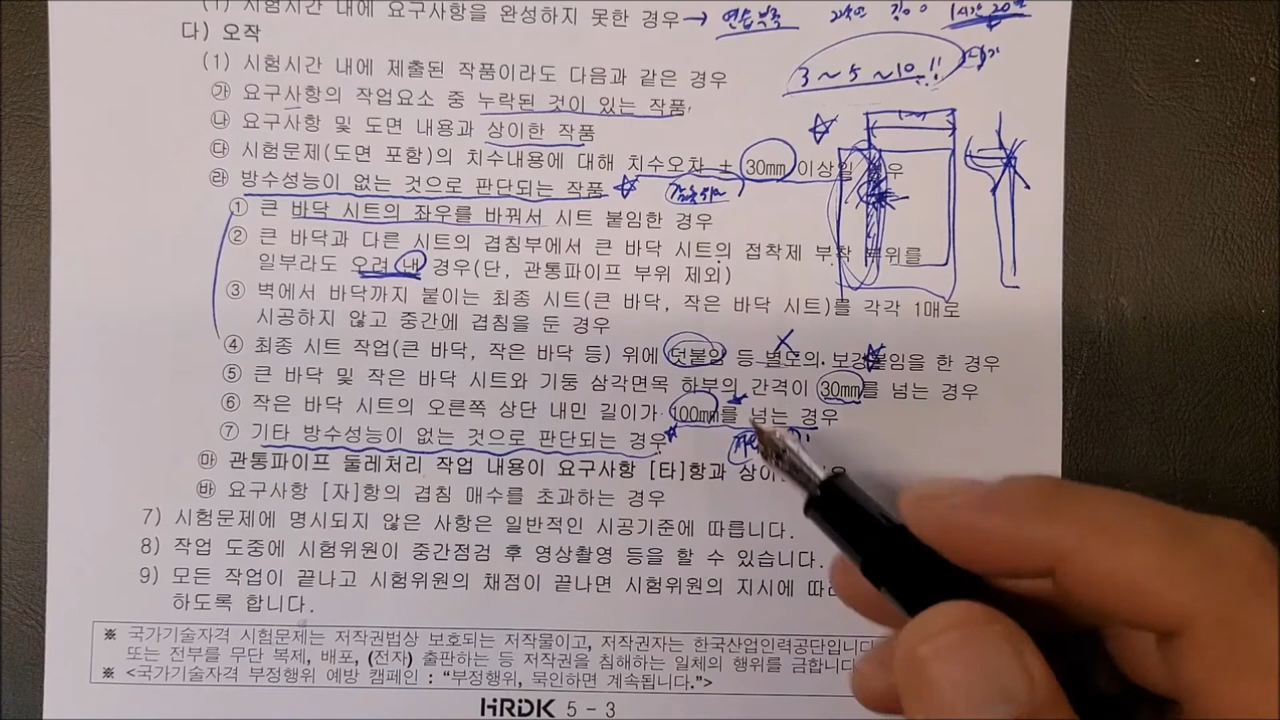 (1) 시험시간 내에 요구사항을 완성하지 못한 경우 → 연습부족 1시간 20분
다) 오작
(1) 시험시간 내에 제출된 작품이라도 다음과 같은 경우
3 ~ 5 ~ 10 !!
㉮ 요구사항의 작업요소 중 누락된 것이 있는 작품
㉯ 요구사항 및 도면 내용과 상이한 작품
㉰ 시험문제(도면 포함)의 치수내용에 대해 치수오차 ± 30mm 이상일 경우
㉱ 방수성능이 없는 것으로 판단되는 작품
① 큰 바닥 시트의 좌우를 바꿔서 시트 붙임한 경우
② 큰 바닥과 다른 시트의 겹침부에서 큰 바닥 시트의 접착제 부착 부위를
일부라도 오려 낸 경우(단, 관통파이프 부위 제외)
③ 벽에서 바닥까지 붙이는 최종 시트(큰 바닥, 작은 바닥 시트)를 각각 1매로
시공하지 않고 중간에 겹침을 둔 경우
④ 최종 시트 작업(큰 바닥, 작은 바닥 등) 위에 덧붙임 등 별도의 보강붙임을 한 경우
⑤ 큰 바닥 및 작은 바닥 시트와 기둥 삼각면목 하부의 간격이 30mm를 넘는 경우
⑥ 작은 바닥 시트의 오른쪽 상단 내민 길이가 100mm를 넘는 경우
⑦ 기타 방수성능이 없는 것으로 판단되는 경우
㉲ 관통파이프 둘레처리 작업 내용이 요구사항 [타]항과 상이
㉳ 요구사항 [자]항의 겹침 매수를 초과하는 경우
7) 시험문제에 명시되지 않은 사항은 일반적인 시공기준에 따릅니다.
8) 작업 도중에 시험위원이 중간점검 후 영상촬영 등을 할 수 있습니다.
9) 모든 작업이 끝나고 시험위원의 채점이 끝나면 시험위원의 지시에 따라
하도록 합니다.
※ 국가기술자격 시험문제는 저작권법상 보호되는 저작물이고, 저작권자는 한국산업인력공단입니다
또는 전부를 무단 복제, 배포, (전자) 출판하는 등 저작권을 침해하는 일체의 행위를 금합니다
※ <국가기술자격 부정행위 예방 캠페인 : “부정행위, 묵인하면 계속됩니다.”>
HRDK 5 - 3